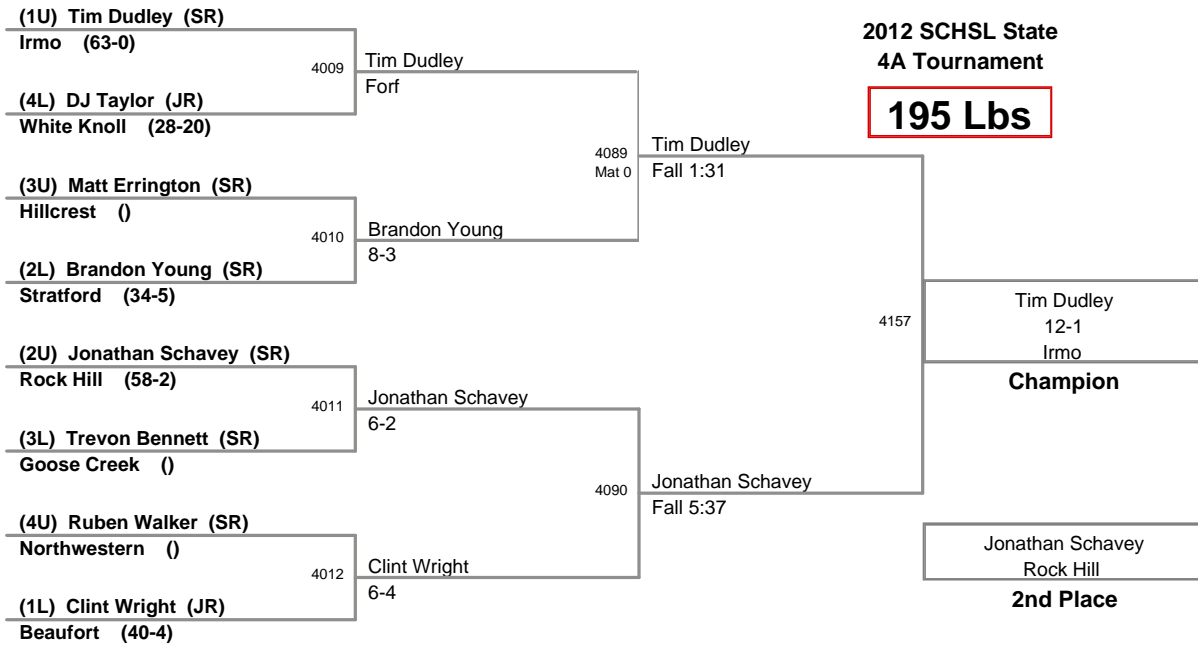 (1U) Tim Dudley (SR)
Irmo (63-0)
4009
Tim Dudley
Forf
(4L) DJ Taylor (JR)
White Knoll (28-20)
2012 SCHSL State
4A Tournament
195 Lbs
4089
Mat 0
Tim Dudley
Fall 1:31
(3U) Matt Errington (SR)
Hillcrest ()
4010
Brandon Young
8-3
(2L) Brandon Young (SR)
Stratford (34-5)
4157
Tim Dudley
12-1
Irmo
Champion
(2U) Jonathan Schavey (SR)
Rock Hill (58-2)
4011
Jonathan Schavey
6-2
(3L) Trevon Bennett (SR)
Goose Creek ()
4090
Jonathan Schavey
Fall 5:37
(4U) Ruben Walker (SR)
Northwestern ()
4012
Clint Wright
6-4
(1L) Clint Wright (JR)
Beaufort (40-4)
Jonathan Schavey
Rock Hill
2nd Place